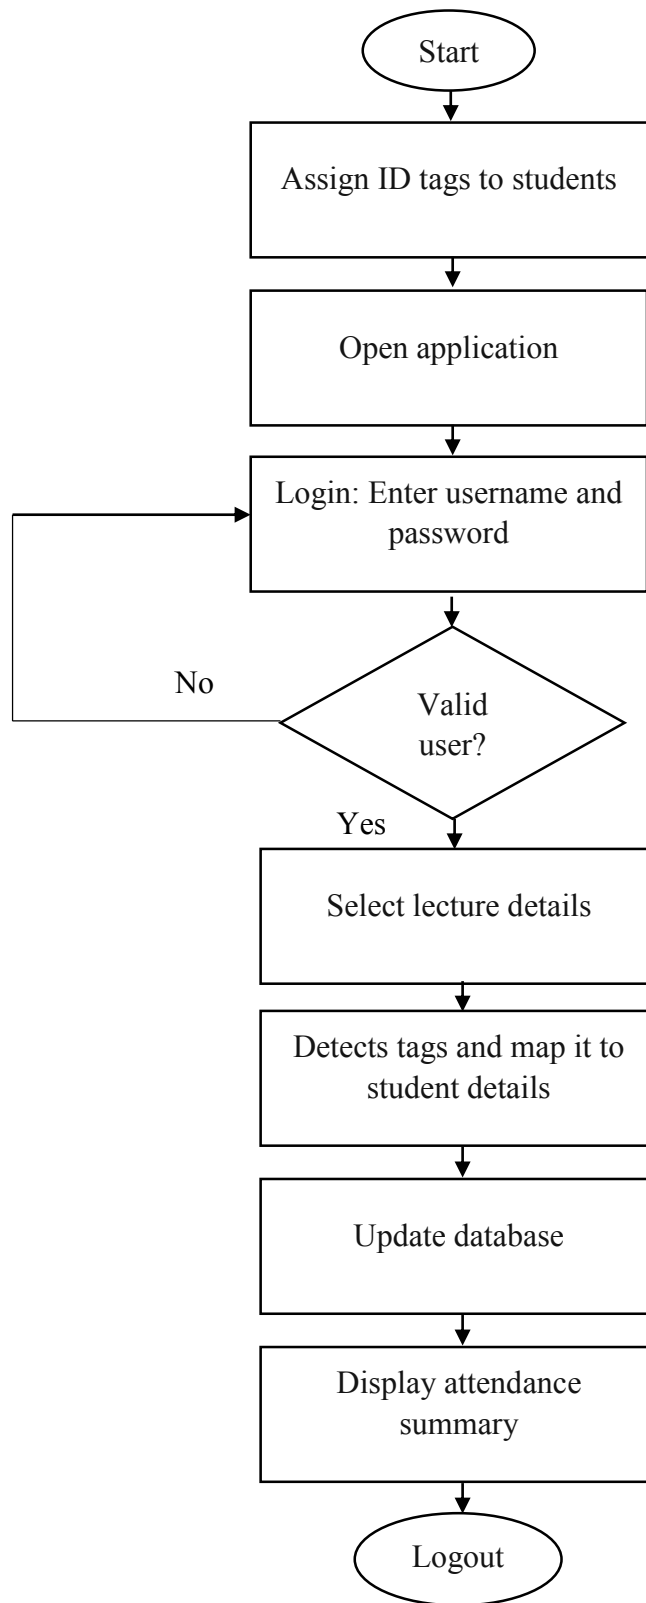 Start
Assign ID tags to students
Open application
Login: Enter username and
password
No
Valid
user?
Yes
Select lecture details
Detects tags and map it to
student details
Update database
Display attendance
summary
Logout